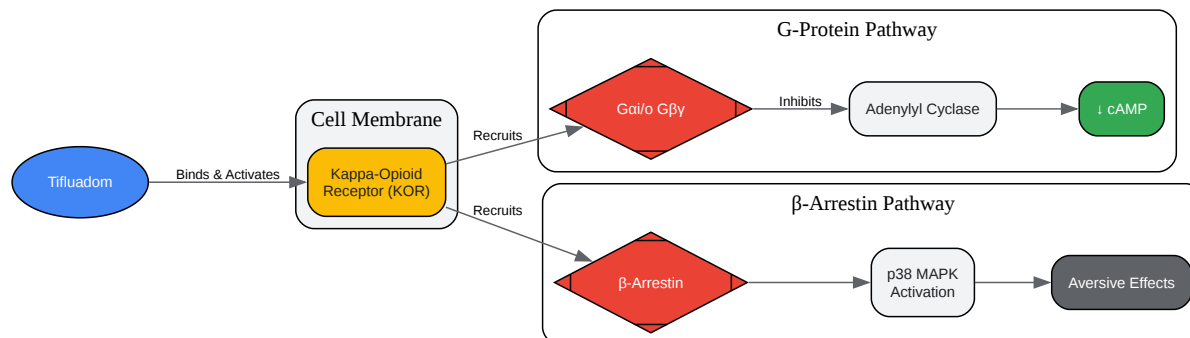 G-Protein Pathway
Gαi/o Gβγ
Inhibits
Adenylyl Cyclase
↓ cAMP
Cell Membrane
Recruits
Tifluadom
Binds & Activates
Kappa-Opioid
Receptor (KOR)
Recruits
β-Arrestin Pathway
β-Arrestin
p38 MAPK
Activation
Aversive Effects